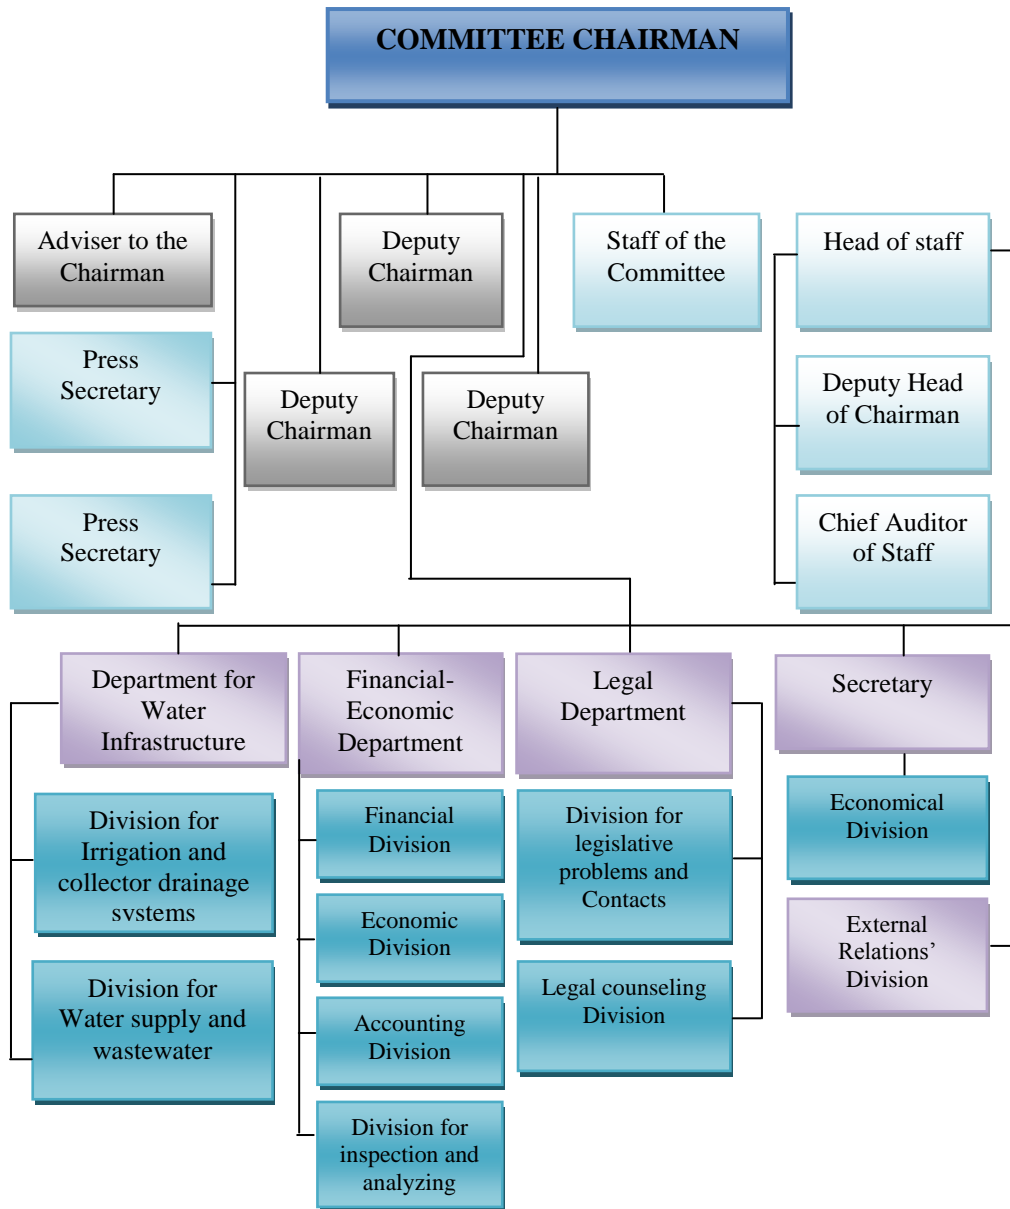 COMMITTEE CHAIRMAN
Adviser to the
Chairman
Deputy
Chairman
Staff of the
Committee
Head of staff
Press
Secretary
Deputy
Chairman
Deputy
Chairman
Deputy Head
of Chairman
Press
Secretary
Chief Auditor
of Staff
Department for
Water
Infrastructure
Financial-
Economic
Department
Legal
Department
Secretary
Division for
Irrigation and
collector drainage
systems
Financial
Division
Division for
legislative
problems and
Contacts
Economical
Division
Economic
Division
External
Relations’
Division
Division for
Water supply and
wastewater
Accounting
Division
Legal counseling
Division
Division for
inspection and
analyzing